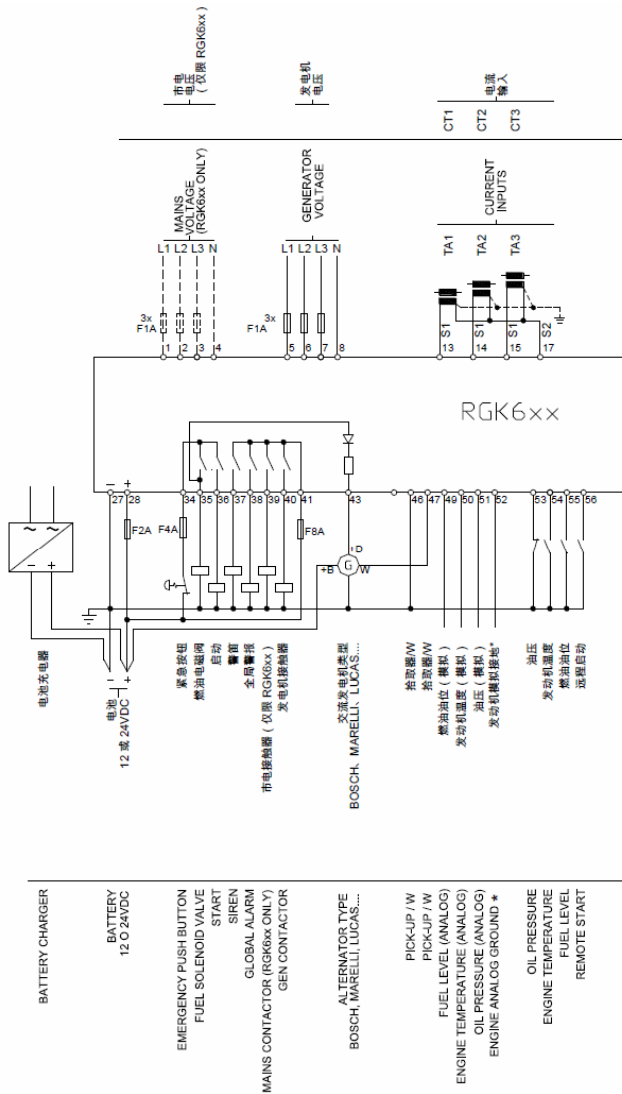 市电
电压
( 仅限 RGK6xx )
发电机
电压
电流
输入
CT1
CT2
CT3
MAINS
VOLTAGE
(RGK6xx ONLY)
GENERATOR
VOLTAGE
CURRENT
INPUTS
L1
L2
L3
N
L1
L2
L3
N
TA1
TA2
TA3
3x
F1A
3x
F1A
S1
S1
S1
S2
1
2
3
4
5
6
7
8
13
14
15
17
RGK6xx
−
+
27
28
34
35
36
37
38
39
40
41
43
46
47
49
50
51
52
53
54
55
56
~
~
−
+
F2A
F4A
F8A
+B
D
G
W
电池充电器
−
+
电池
12 或 24VDC
紧急按钮
燃油电磁阀
启动
警笛
全局警报
市电接触器 ( 仅限 RGK6xx )
发电机接触器
交流发电机类型
BOSCH、MARELLI、LUCAS....
拾取器/W
拾取器/W
燃油油位 ( 模拟 )
发动机温度 ( 模拟 )
油压 ( 模拟 )
发动机模拟接地*
油压
发动机温度
燃油油位
远程启动
BATTERY CHARGER
BATTERY
12 O 24VDC
EMERGENCY PUSH BUTTON
FUEL SOLENOID VALVE
START
SIREN
GLOBAL ALARM
MAINS CONTACTOR (RGK6xx ONLY)
GEN CONTACTOR
ALTERNATOR TYPE
BOSCH, MARELLI, LUCAS....
PICK-UP / W
PICK-UP / W
FUEL LEVEL (ANALOG)
ENGINE TEMPERATURE (ANALOG)
OIL PRESSURE (ANALOG)
ENGINE ANALOG GROUND *
OIL PRESSURE
ENGINE TEMPERATURE
FUEL LEVEL
REMOTE START